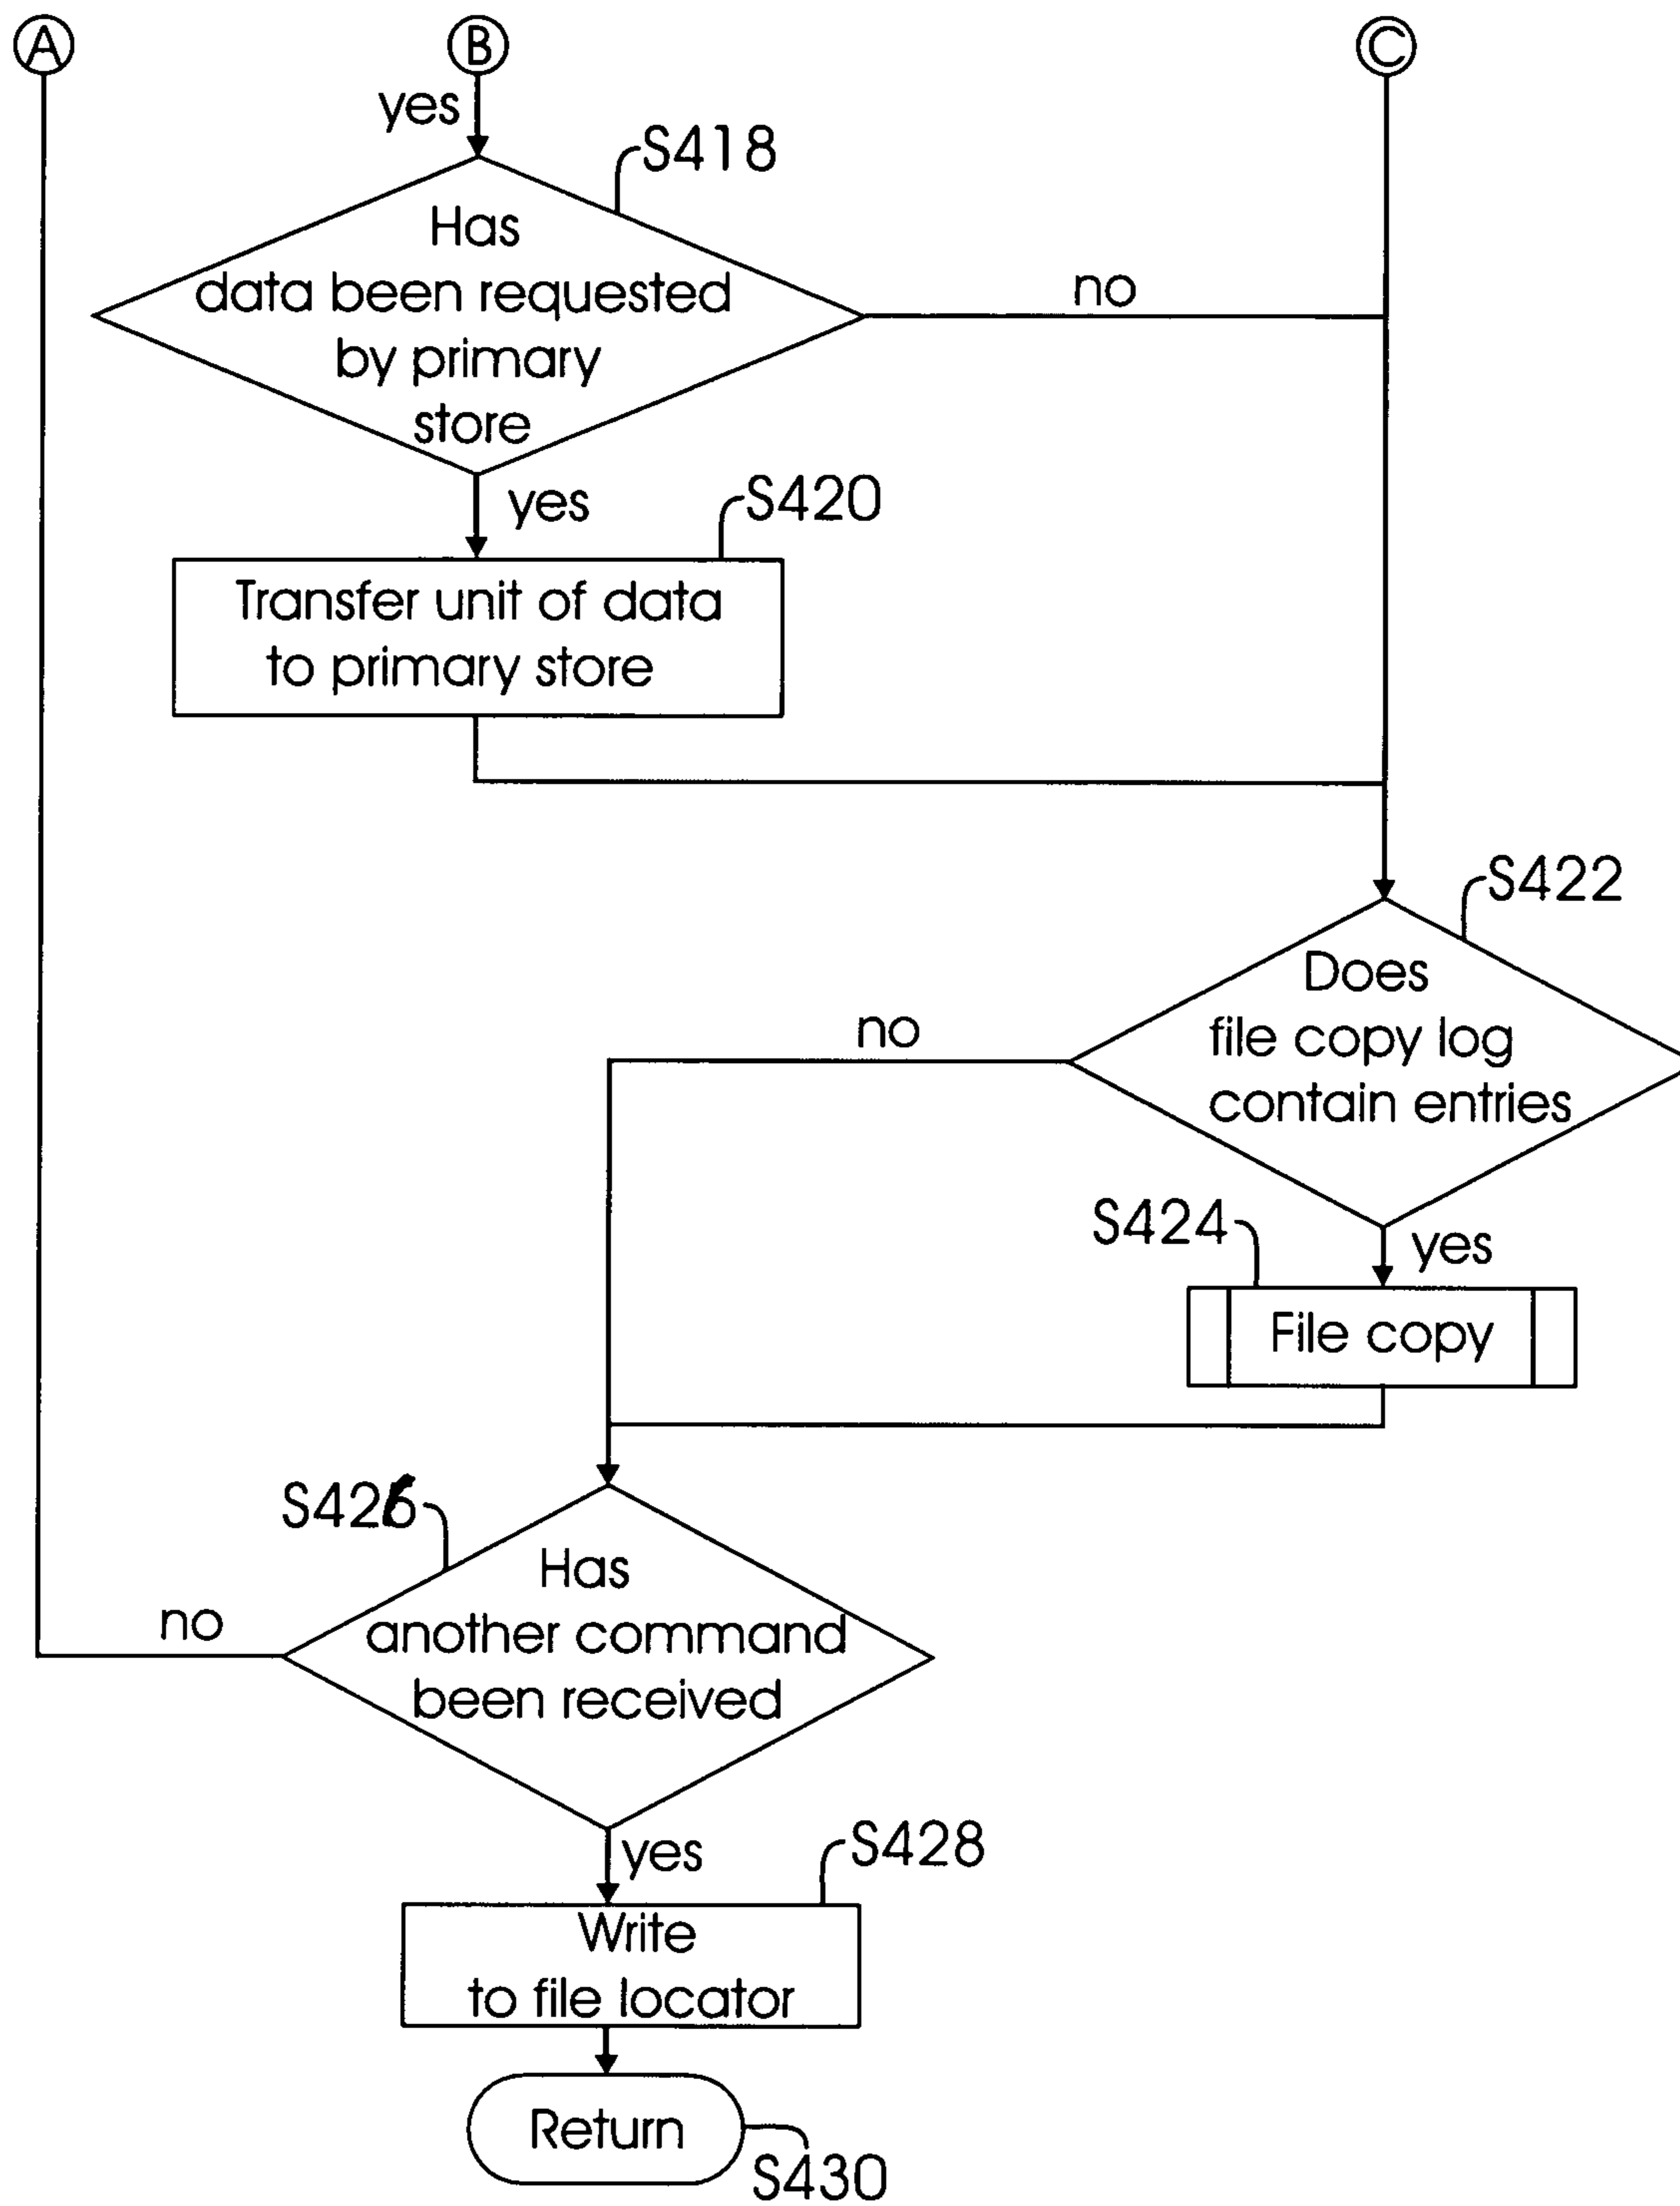 A
B
C
yes
S418
Has
data been requested
by primary
store
no
yes
S420
Transfer unit of data
to primary store
S422
Does
file copy log
contain entries
no
S424
yes
File copy
S426
Has
another command
been received
no
yes
S428
Write
to file locator
Return
S430